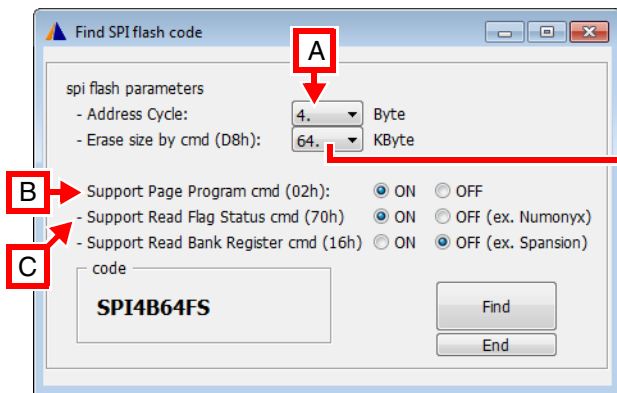 Find SPI flash code
A
spi flash parameters
- Address Cycle: 4. Byte
- Erase size by cmd (D8h): 64. KByte
B
Support Page Program cmd (02h): ON OFF
- Support Read Flag Status cmd (70h) ON OFF (ex. Numonyx)
- Support Read Bank Register cmd (16h) ON OFF (ex. Spansion)
C
code
SPI4B64FS
Find
End